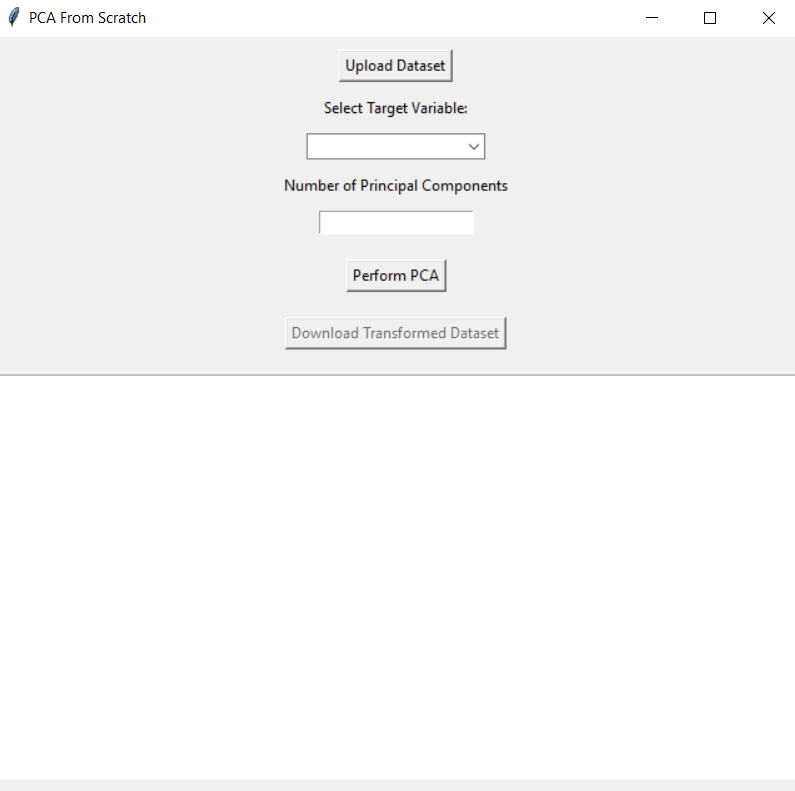 PCA From Scratch
Upload Dataset
Select Target Variable:
Number of Principal Components
Perform PCA
Download Transformed Dataset